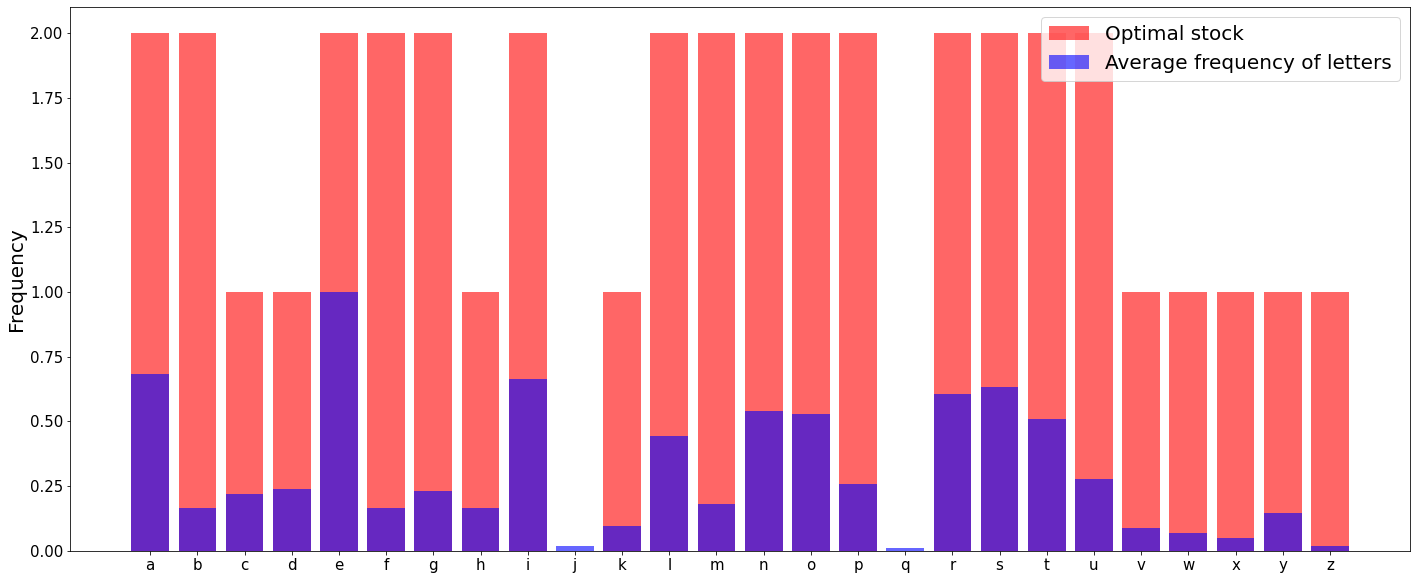 Optimal stock
Average frequency of letters
Frequency
2.00
1.75
1.50
1.25
1.00
0.75
0.50
0.25
0.00
a b c d e f g h i j k l m n o p q r s t u v w x y z